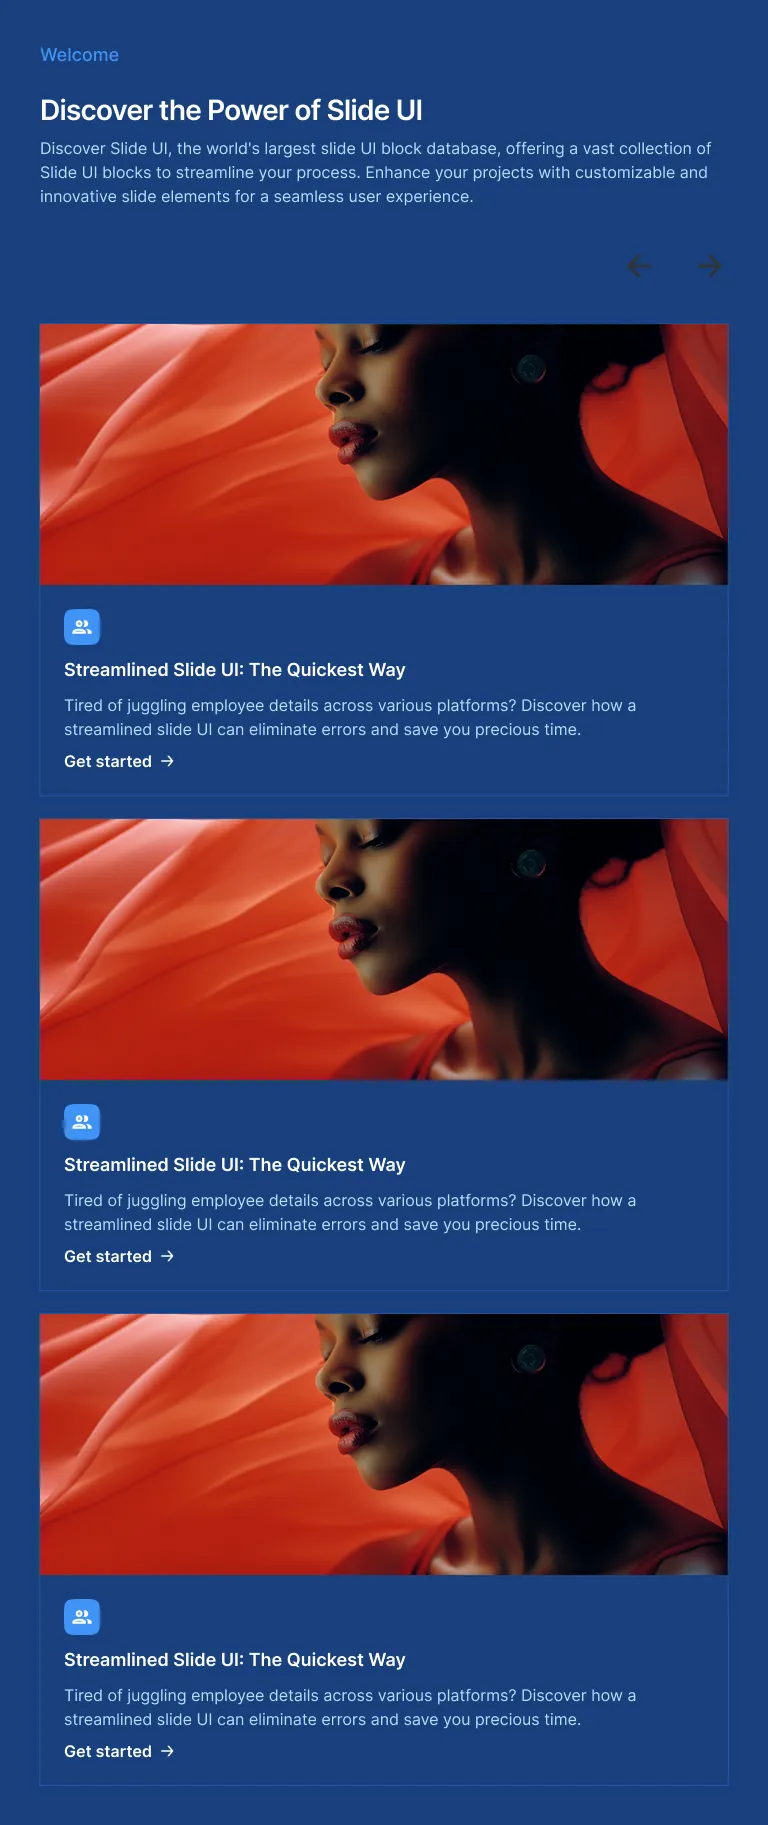 Welcome
Discover the Power of Slide UI
Discover Slide UI, the world's largest slide UI block database, offering a vast collection of
Slide UI blocks to streamline your process. Enhance your projects with customizable and
innovative slide elements for a seamless user experience.
Streamlined Slide UI: The Quickest Way
Tired of juggling employee details across various platforms? Discover how a
streamlined slide UI can eliminate errors and save you precious time.
Get started
Streamlined Slide UI: The Quickest Way
Tired of juggling employee details across various platforms? Discover how a
streamlined slide UI can eliminate errors and save you precious time.
Get started
Streamlined Slide UI: The Quickest Way
Tired of juggling employee details across various platforms? Discover how a
streamlined slide UI can eliminate errors and save you precious time.
Get started